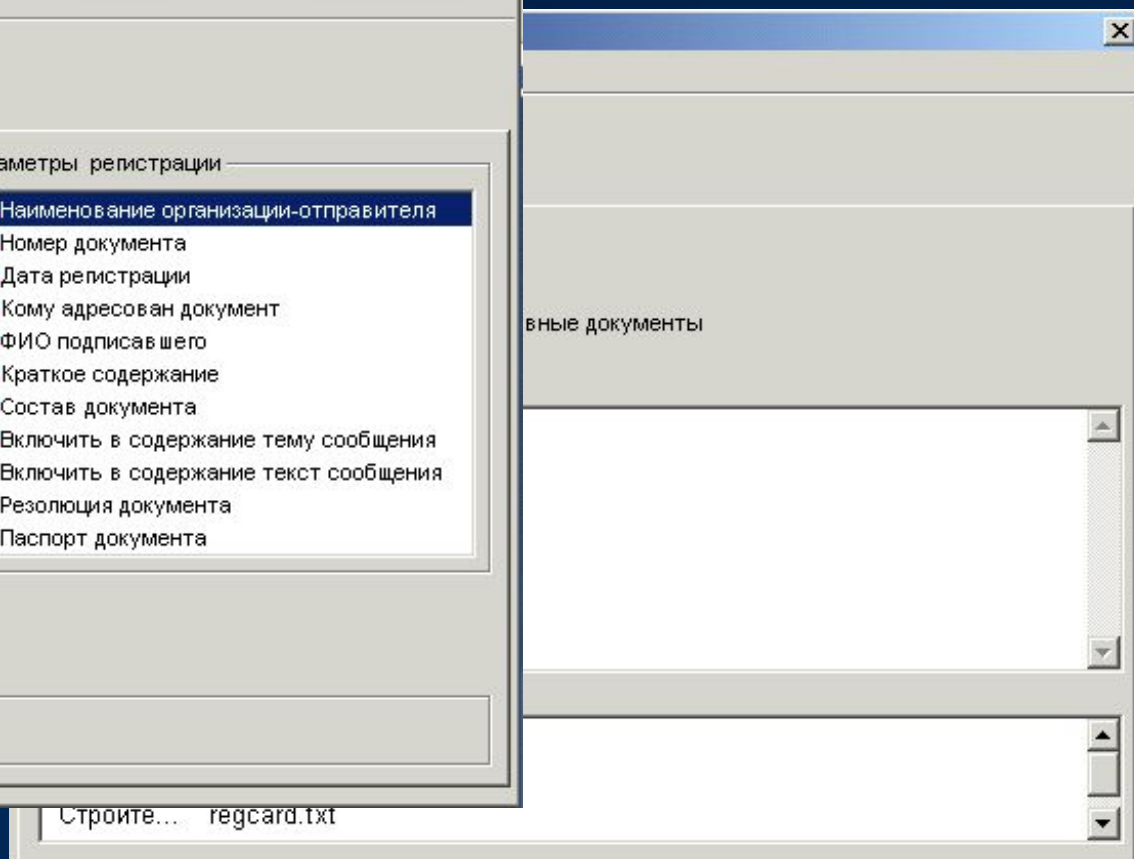 аметры регистрации
Наименование организации-отправителя
Номер документа
Дата регистрации
Кому адресован документ
ФИО подписавшего
Краткое содержание
Состав документа
Включить в содержание тему сообщения
Включить в содержание текст сообщения
Резолюция документа
Паспорт документа
вные документы
Строите... regcard.txt